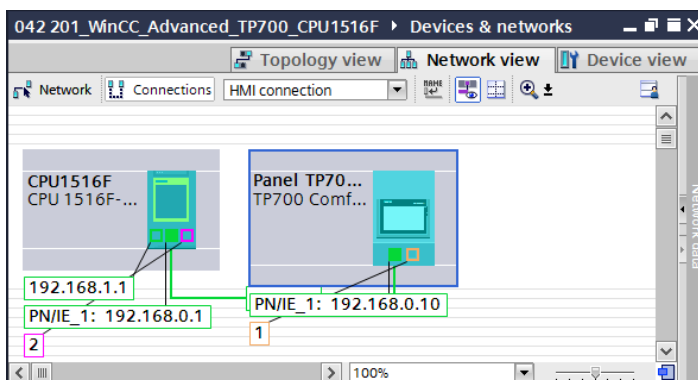 042 201_WinCC_Advanced_TP700_CPU1516F ▸ Devices & networks
Topology view Network view Device view
Network Connections HMI connection
CPU1516F
CPU 1516F-...
Panel TP70...
TP700 Comf...
192.168.1.1
PN/IE_1: 192.168.0.1
2
PN/IE_1: 192.168.0.10
1
100%
Network data